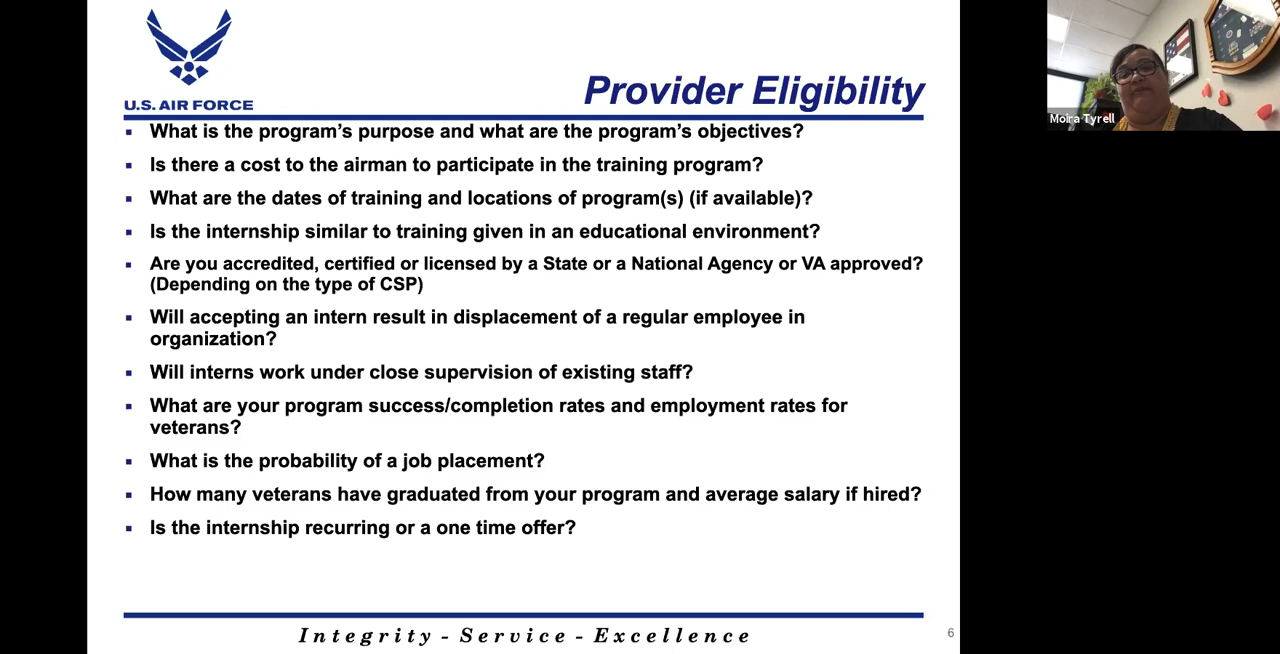 U.S. AIR FORCE
Provider Eligibility
▪ What is the program's purpose and what are the program's objectives?
▪ Is there a cost to the airman to participate in the training program?
▪ What are the dates of training and locations of program(s) (if available)?
▪ Is the internship similar to training given in an educational environment?
▪ Are you accredited, certified or licensed by a State or a National Agency or VA approved?
(Depending on the type of CSP)
▪ Will accepting an intern result in displacement of a regular employee in
organization?
▪ Will interns work under close supervision of existing staff?
▪ What are your program success/completion rates and employment rates for
veterans?
▪ What is the probability of a job placement?
▪ How many veterans have graduated from your program and average salary if hired?
▪ Is the internship recurring or a one time offer?
Integrity - Service - Excellence
6
Moira Tyrell